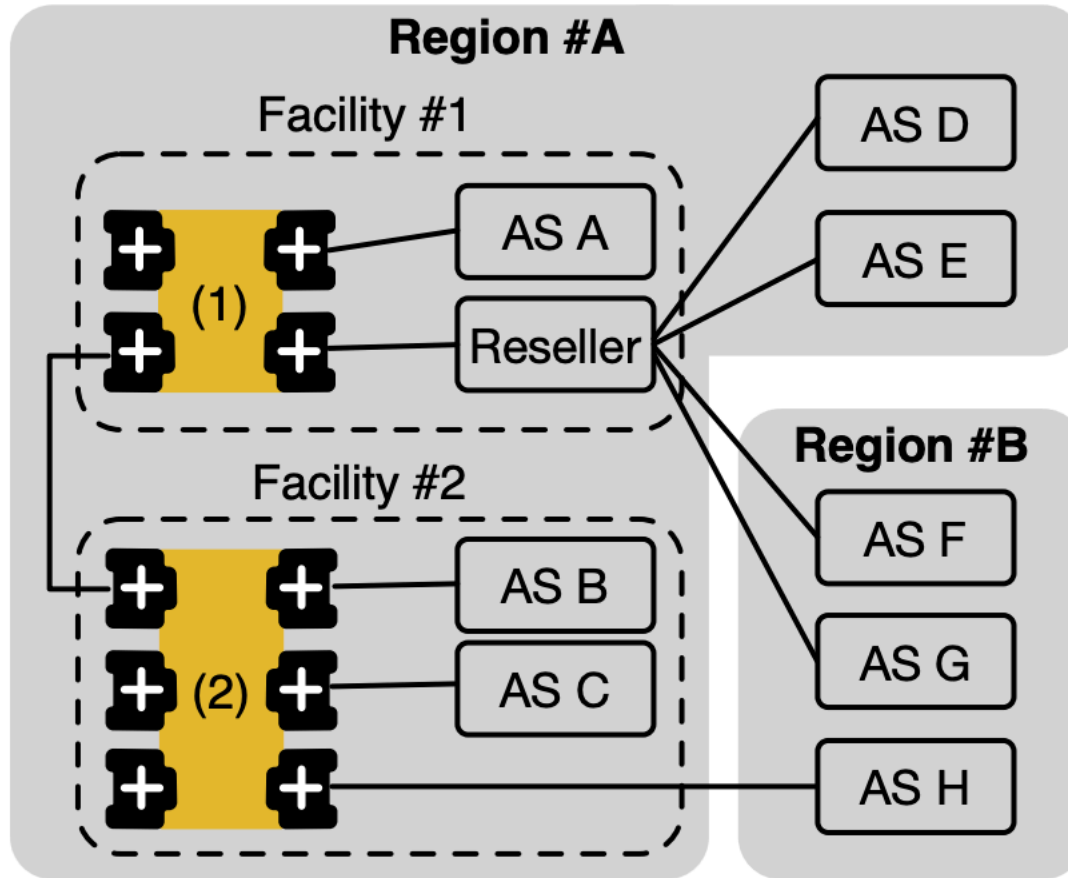 Region #A
Facility #1
AS D
AS A
AS E
(1)
Reseller
Region #B
Facility #2
AS F
AS B
AS G
(2)
AS C
AS H